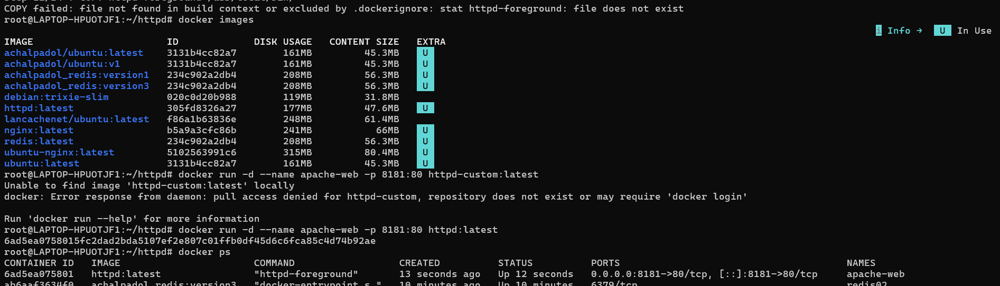 COPY failed: file not found in build context or excluded by .dockerignore: stat httpd-foreground: file does not exist
root@LAPTOP-HPUOTJF1:~/httpd# docker images
i Info → U In Use
IMAGE ID DISK USAGE CONTENT SIZE EXTRA
achalpadol/ubuntu:latest 3131b4cc82a7 161MB 45.3MB U
achalpadol/ubuntu:v1 3131b4cc82a7 161MB 45.3MB U
achalpadol_redis:version1 234c902a2db4 208MB 56.3MB U
achalpadol_redis:version3 234c902a2db4 208MB 56.3MB U
debian:trixie-slim 020c0d20b988 119MB 31.8MB
httpd:latest 305fd8326a27 177MB 47.6MB U
lancachenet/ubuntu:latest f86a1b63836e 248MB 61.4MB
nginx:latest b5a9a3cfc86b 241MB 66MB U
redis:latest 234c902a2db4 208MB 56.3MB U
ubuntu-nginx:latest 5102563991c6 315MB 80.4MB U
ubuntu:latest 3131b4cc82a7 161MB 45.3MB U
root@LAPTOP-HPUOTJF1:~/httpd# docker run -d --name apache-web -p 8181:80 httpd-custom:latest
Unable to find image 'httpd-custom:latest' locally
docker: Error response from daemon: pull access denied for httpd-custom, repository does not exist or may require 'docker login'
Run 'docker run --help' for more information
root@LAPTOP-HPUOTJF1:~/httpd# docker run -d --name apache-web -p 8181:80 httpd:latest
6ad5ea0758015fc2dad2bda5107ef2e807c01ffb0df45d6c6fca85c4d74b92ae
root@LAPTOP-HPUOTJF1:~/httpd# docker ps
CONTAINER ID IMAGE COMMAND CREATED STATUS PORTS NAMES
6ad5ea075801 httpd:latest "httpd-foreground" 13 seconds ago Up 12 seconds 0.0.0.0:8181->80/tcp, [::]:8181->80/tcp apache-web
ab6aaf3634f0 achalpadol_redis:version3 "docker-entrypoint.s…" 10 minutes ago Up 10 minutes 6379/tcp redis02